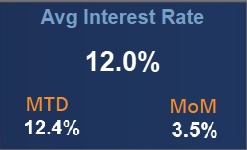 Avg Interest Rate
12.0%
MTD MoM
12.4% 3.5%